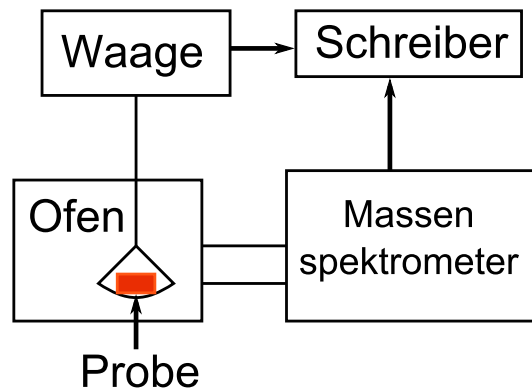 Waage
Schreiber
Ofen
Massen
spektrometer
Probe